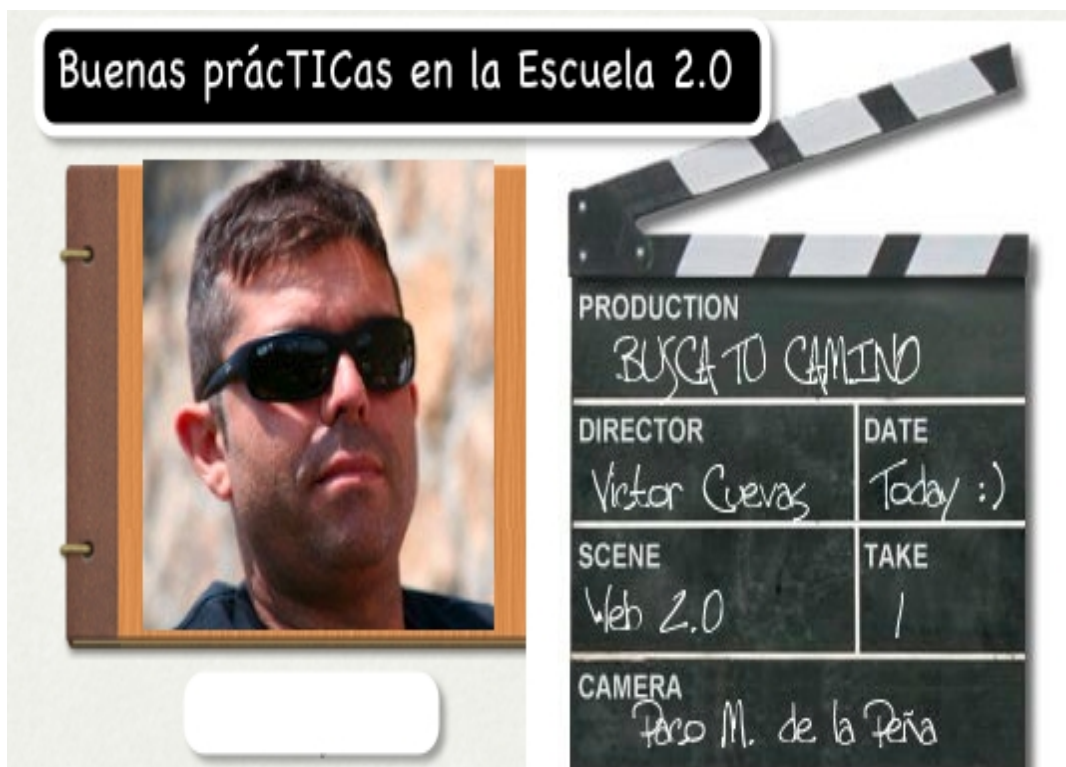 Buenas prácTICas en la Escuela 2.0
PRODUCTION
BUSCA TU CAMINO
DIRECTOR
DATE
Victor Cuevas
Today :)
SCENE
TAKE
Web 2.0
1
CAMERA
Paco M. de la Peña